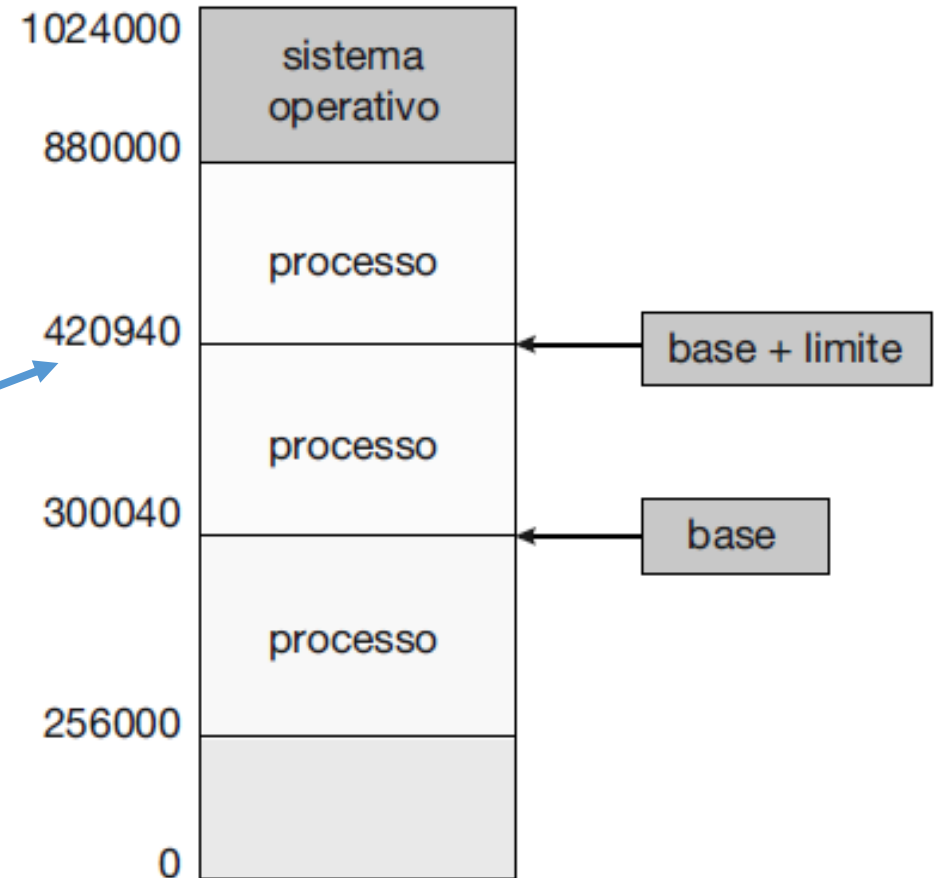 1024000
sistema
operativo
880000
processo
420940
base + limite
processo
300040
base
processo
256000
0